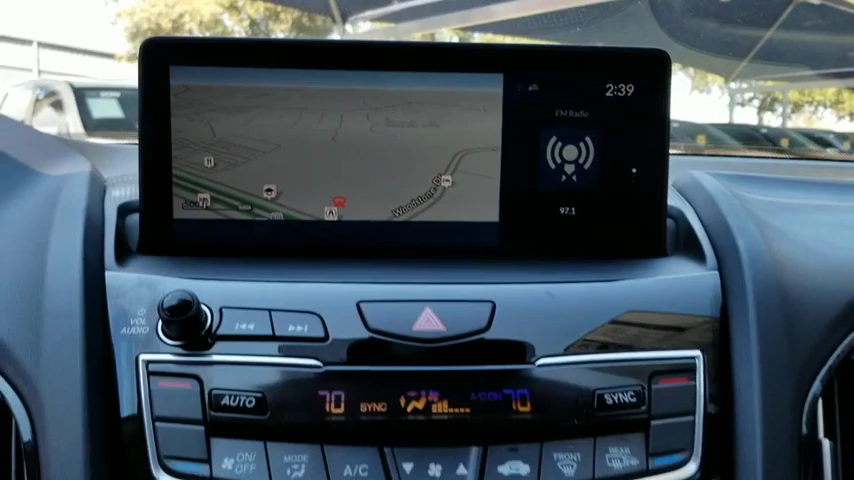 2:39
FM Radio
97.1
Woodstone
500ft
VOL
AUDIO
AUTO
70
SYNC
A/C ON
70
SYNC
ON/
OFF
MODE
A/C
FRONT
REAR